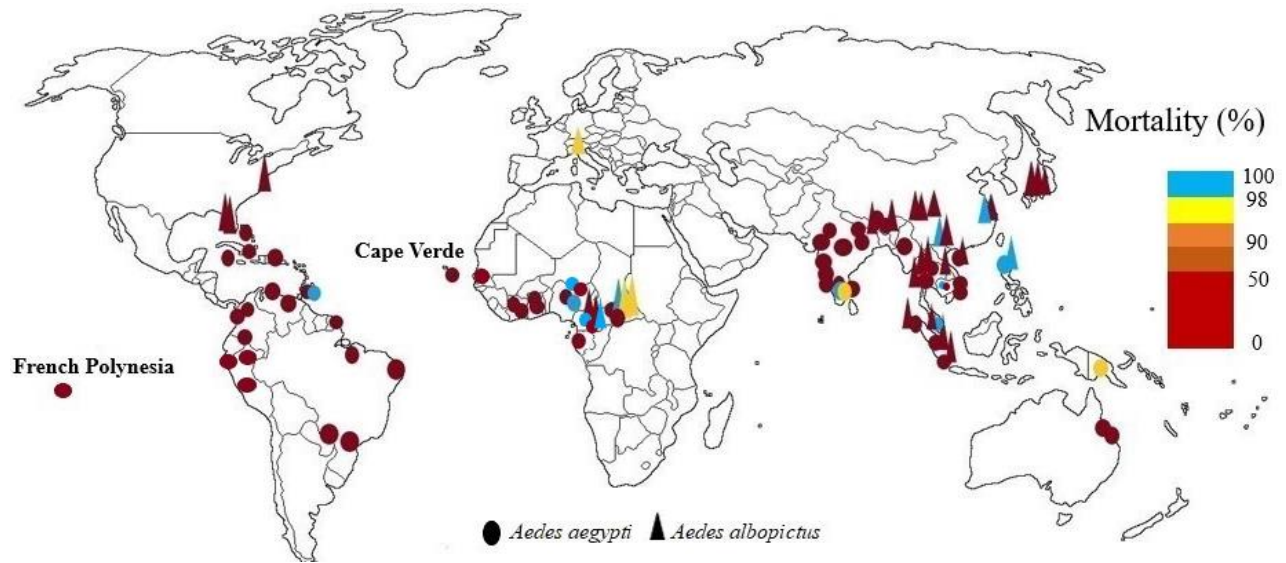 Mortality (%)
100
98
90
50
0
Cape Verde
French Polynesia
Aedes aegypti Aedes albopictus